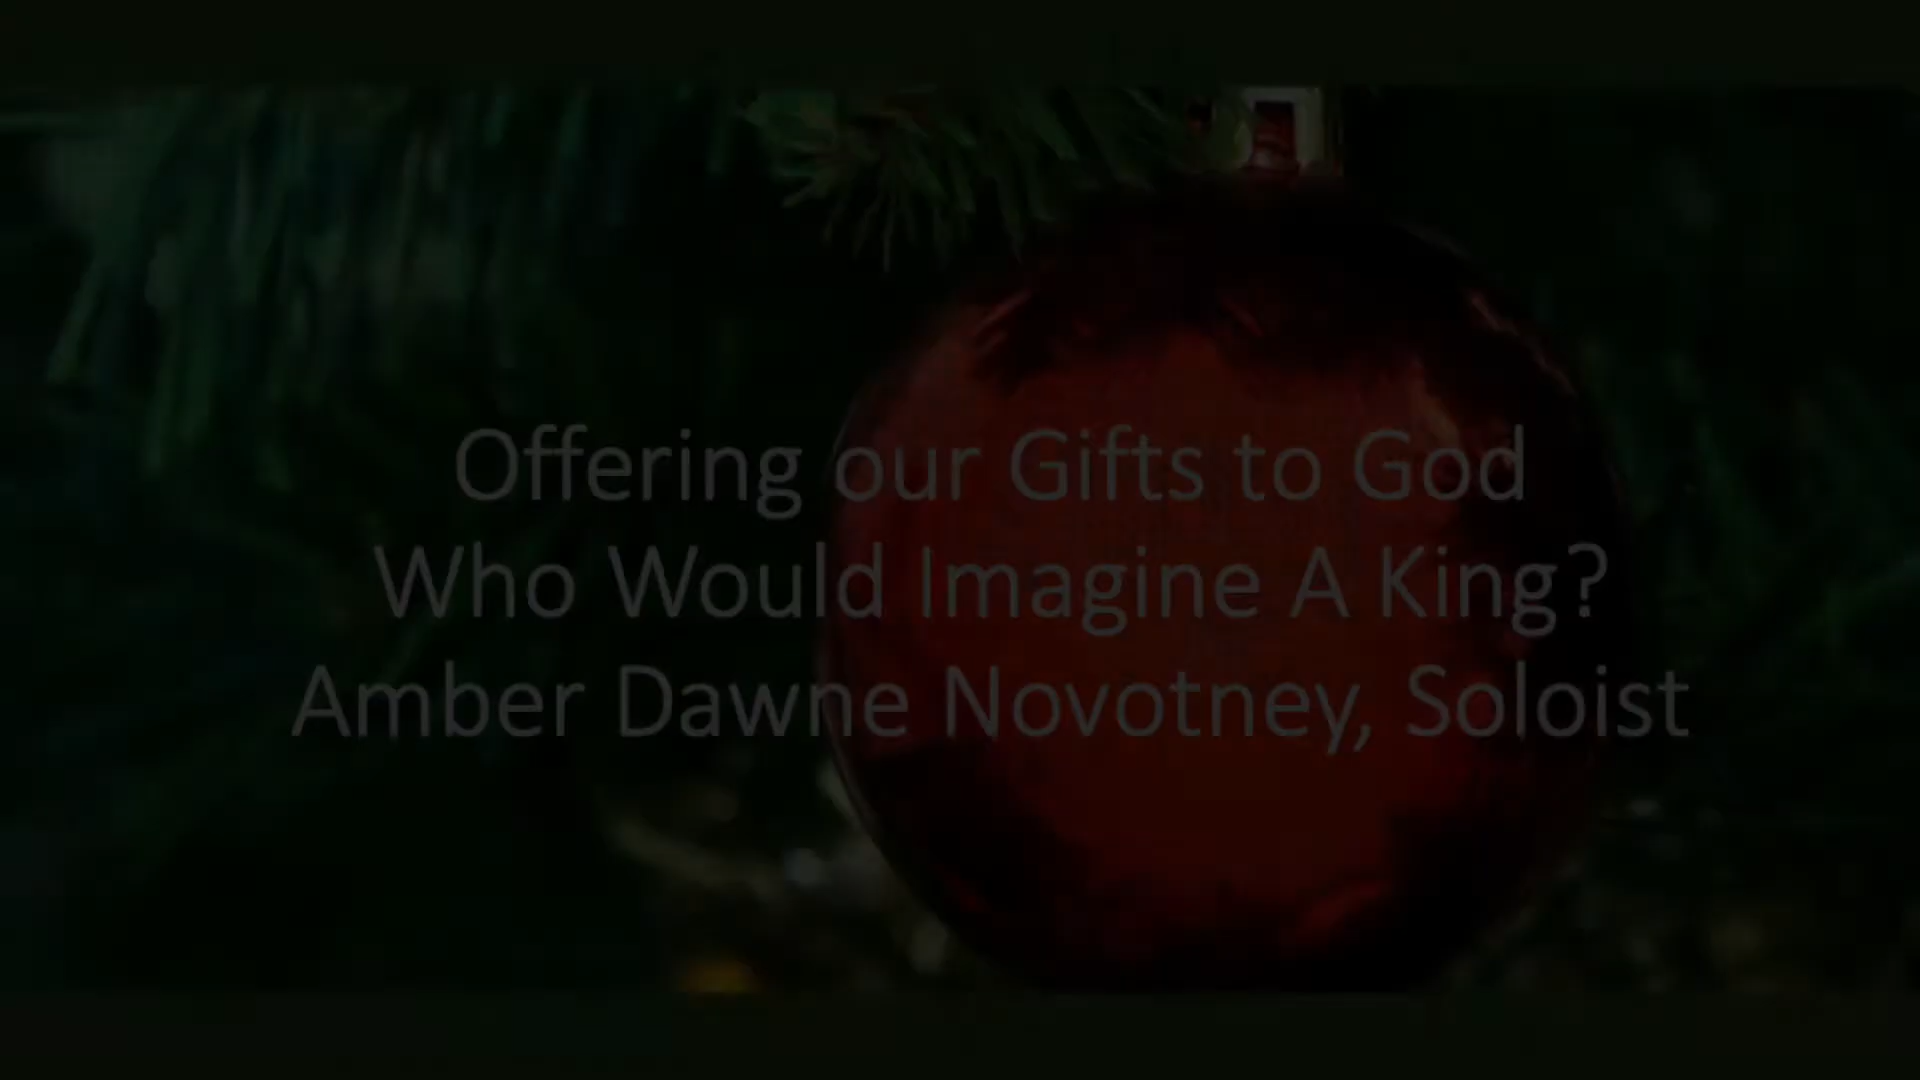 Offering our Gifts to God
Who Would Imagine A King?
Amber Dawne Novotney, Soloist